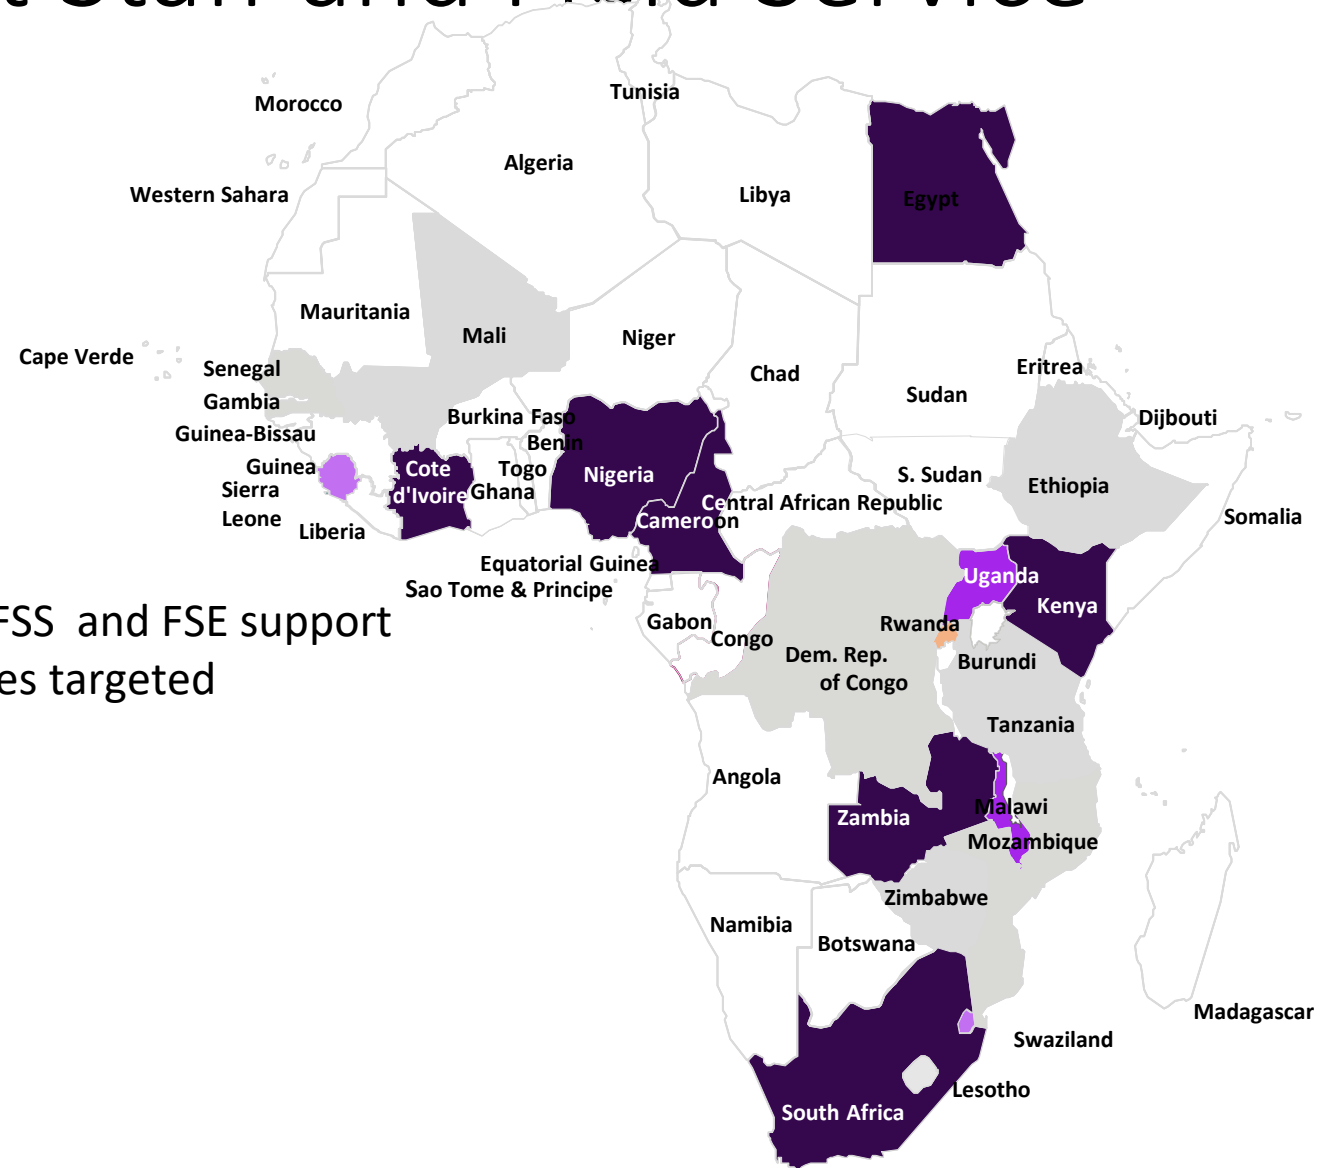 Service
Morocco
Tunisia
Algeria
Libya
Egypt
Western Sahara
Mauritania
Mali
Niger
Cape Verde
Senegal
Chad
Eritrea
Gambia
Sudan
Burkina Faso
Djibouti
Guinea-Bissau
Benin
Guinea
Cote
d'Ivoire
Togo
Nigeria
S. Sudan
Ethiopia
Sierra
Leone
Ghana
Central African Republic
Somalia
Liberia
Cameroon
Equatorial Guinea
Sao Tome & Principe
Uganda
Kenya
FSS and FSE support
es targeted
Gabon
Congo
Rwanda
Dem. Rep.
of Congo
Burundi
Tanzania
Angola
Malawi
Zambia
Mozambique
Zimbabwe
Namibia
Botswana
Madagascar
Swaziland
Lesotho
South Africa